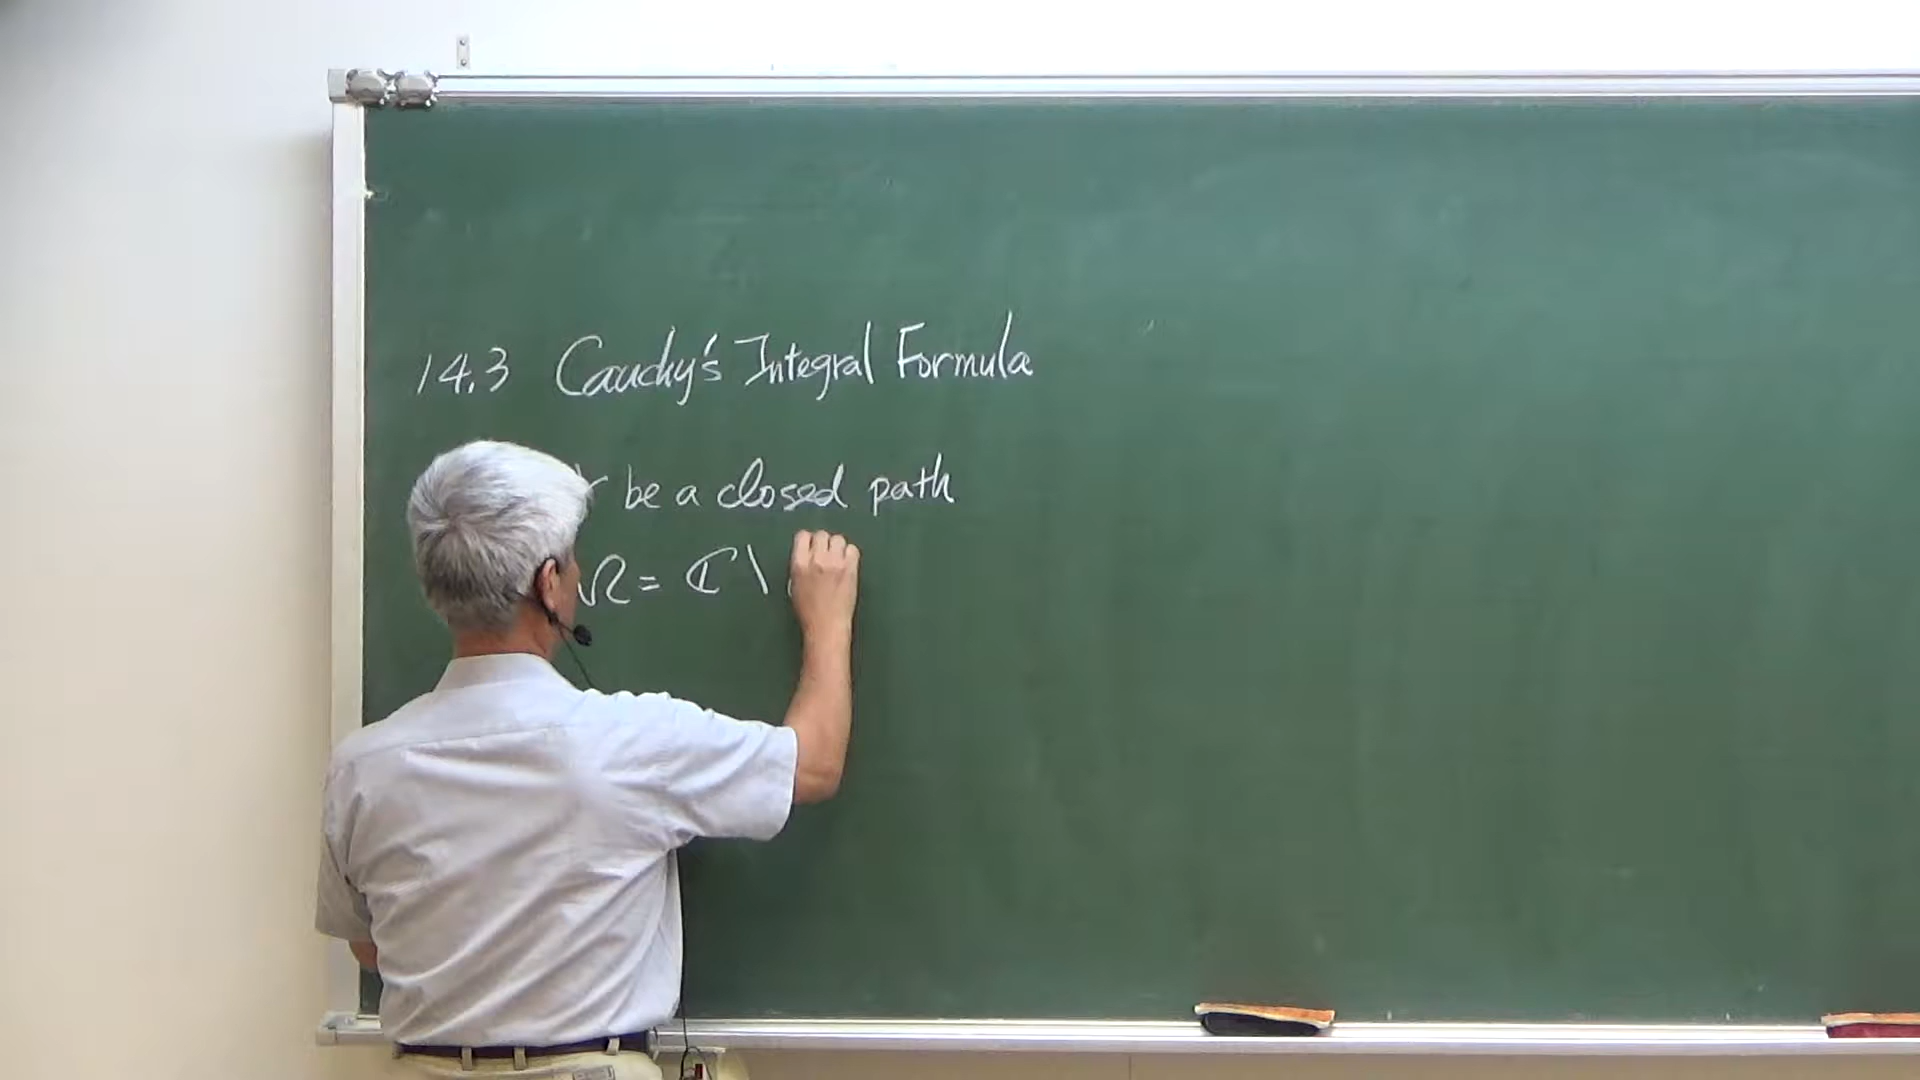 14.3 Cauchy's Integral Formula
γ be a closed path
Ω = ℂ \